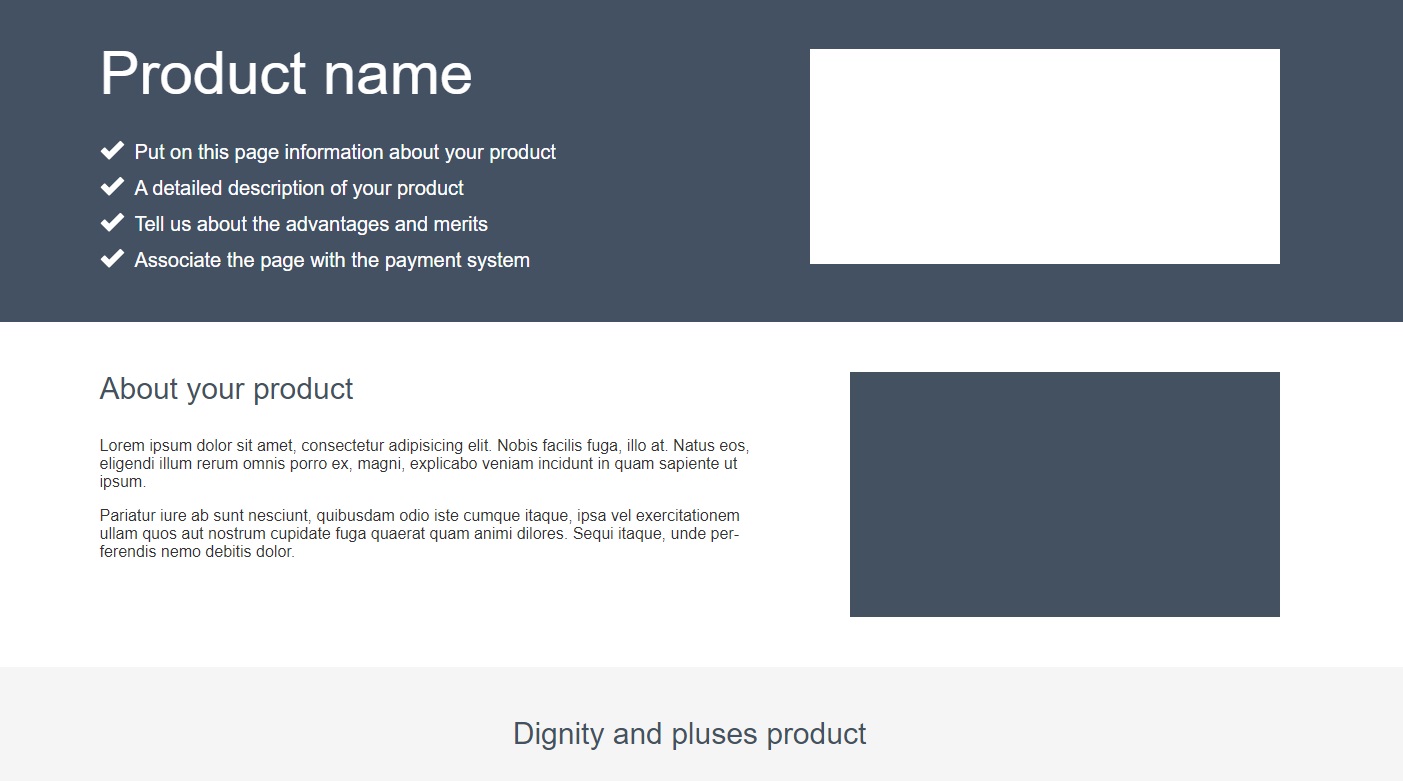 Product name
Put on this page information about your product
A detailed description of your product
Tell us about the advantages and merits
Associate the page with the payment system
About your product
Lorem ipsum dolor sit amet, consectetur adipisicing elit. Nobis facilis fuga, illo at. Natus eos,
eligendi illum rerum omnis porro ex, magni, explicabo veniam incidunt in quam sapiente ut
ipsum.
Pariatur iure ab sunt nesciunt, quibusdam odio iste cumque itaque, ipsa vel exercitationem
ullam quos aut nostrum cupidate fuga quaerat quam animi dilores. Sequi itaque, unde per-
ferendis nemo debitis dolor.
Dignity and pluses product